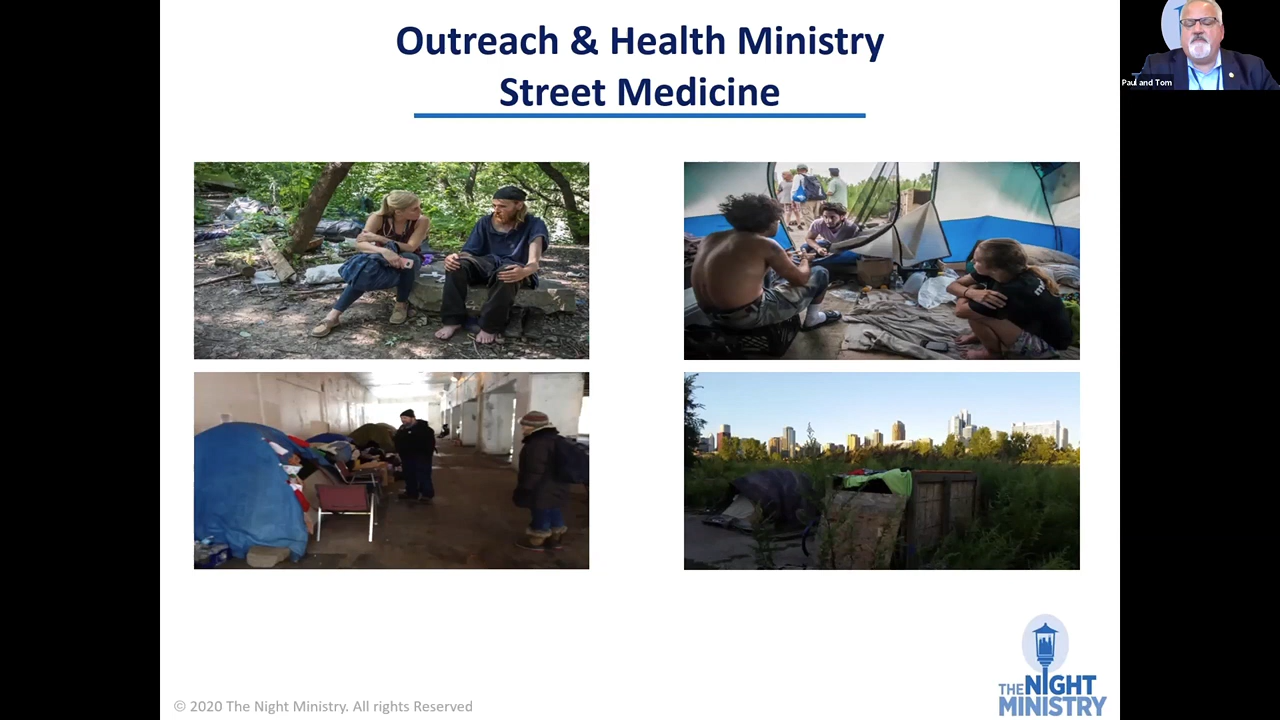 Outreach & Health Ministry
Street Medicine
Paul and Tom
© 2020 The Night Ministry. All rights Reserved
THE NIGHT
MINISTRY